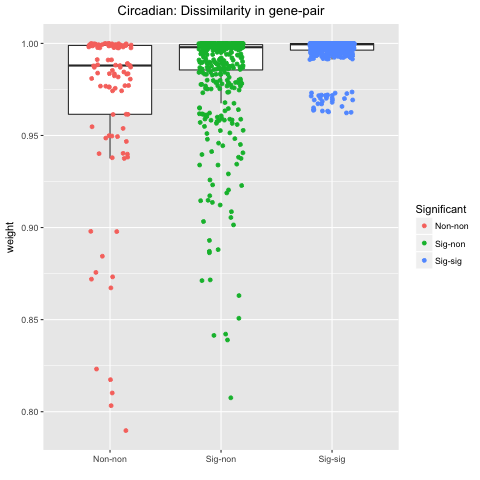 Circadian: Dissimilarity in gene-pair
1.00
0.95
0.90
0.85
0.80
weight
Non-non
Sig-non
Sig-sig
Significant
Non-non
Sig-non
Sig-sig